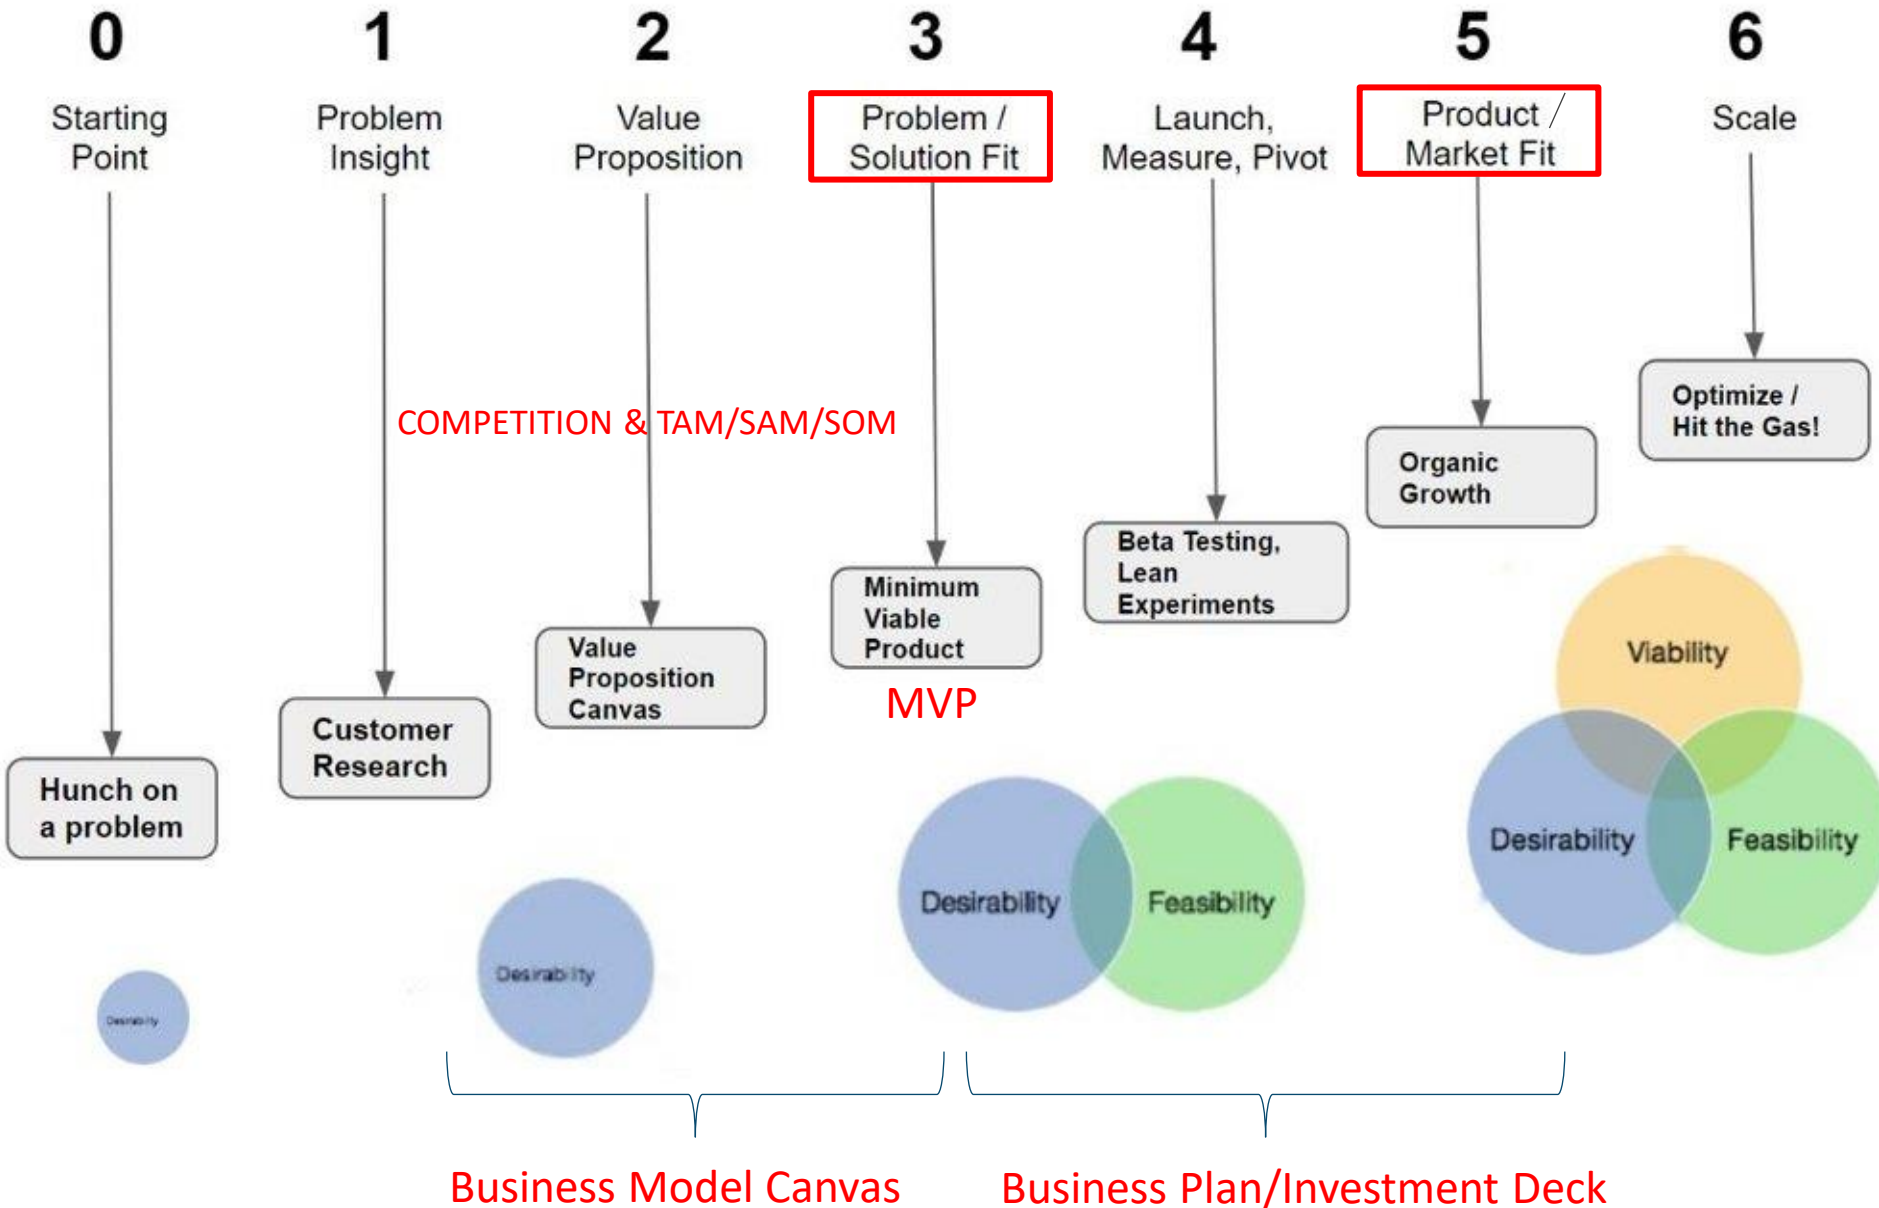 0
1
2
3
4
5
6
Starting
Point
Problem
Insight
Value
Proposition
Problem /
Solution Fit
Launch,
Measure, Pivot
Product /
Market Fit
Scale
COMPETITION & TAM/SAM/SOM
Hunch on
a problem
Customer
Research
Value
Proposition
Canvas
Minimum
Viable
Product
MVP
Beta Testing,
Lean
Experiments
Organic
Growth
Optimize /
Hit the Gas!
Desirability
Desirability
Desirability
Feasibility
Viability
Desirability
Feasibility
Business Model Canvas
Business Plan/Investment Deck